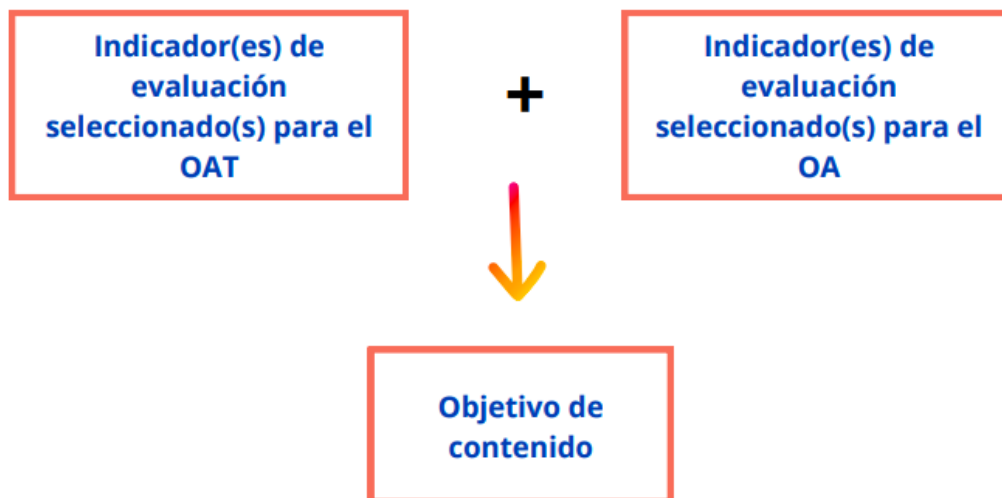 Indicador(es) de
evaluación
seleccionado(s) para el
OAT
+
Indicador(es) de
evaluación
seleccionado(s) para el
OA
Objetivo de
contenido